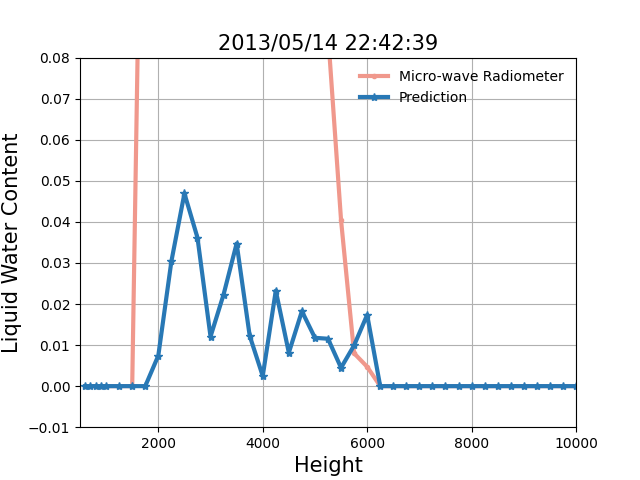 2013/05/14 22:42:39
Micro-wave Radiometer
Prediction
Liquid Water Content
0.08
0.07
0.06
0.05
0.04
0.03
0.02
0.01
0.00
−0.01
2000 4000 6000 8000 10000
Height